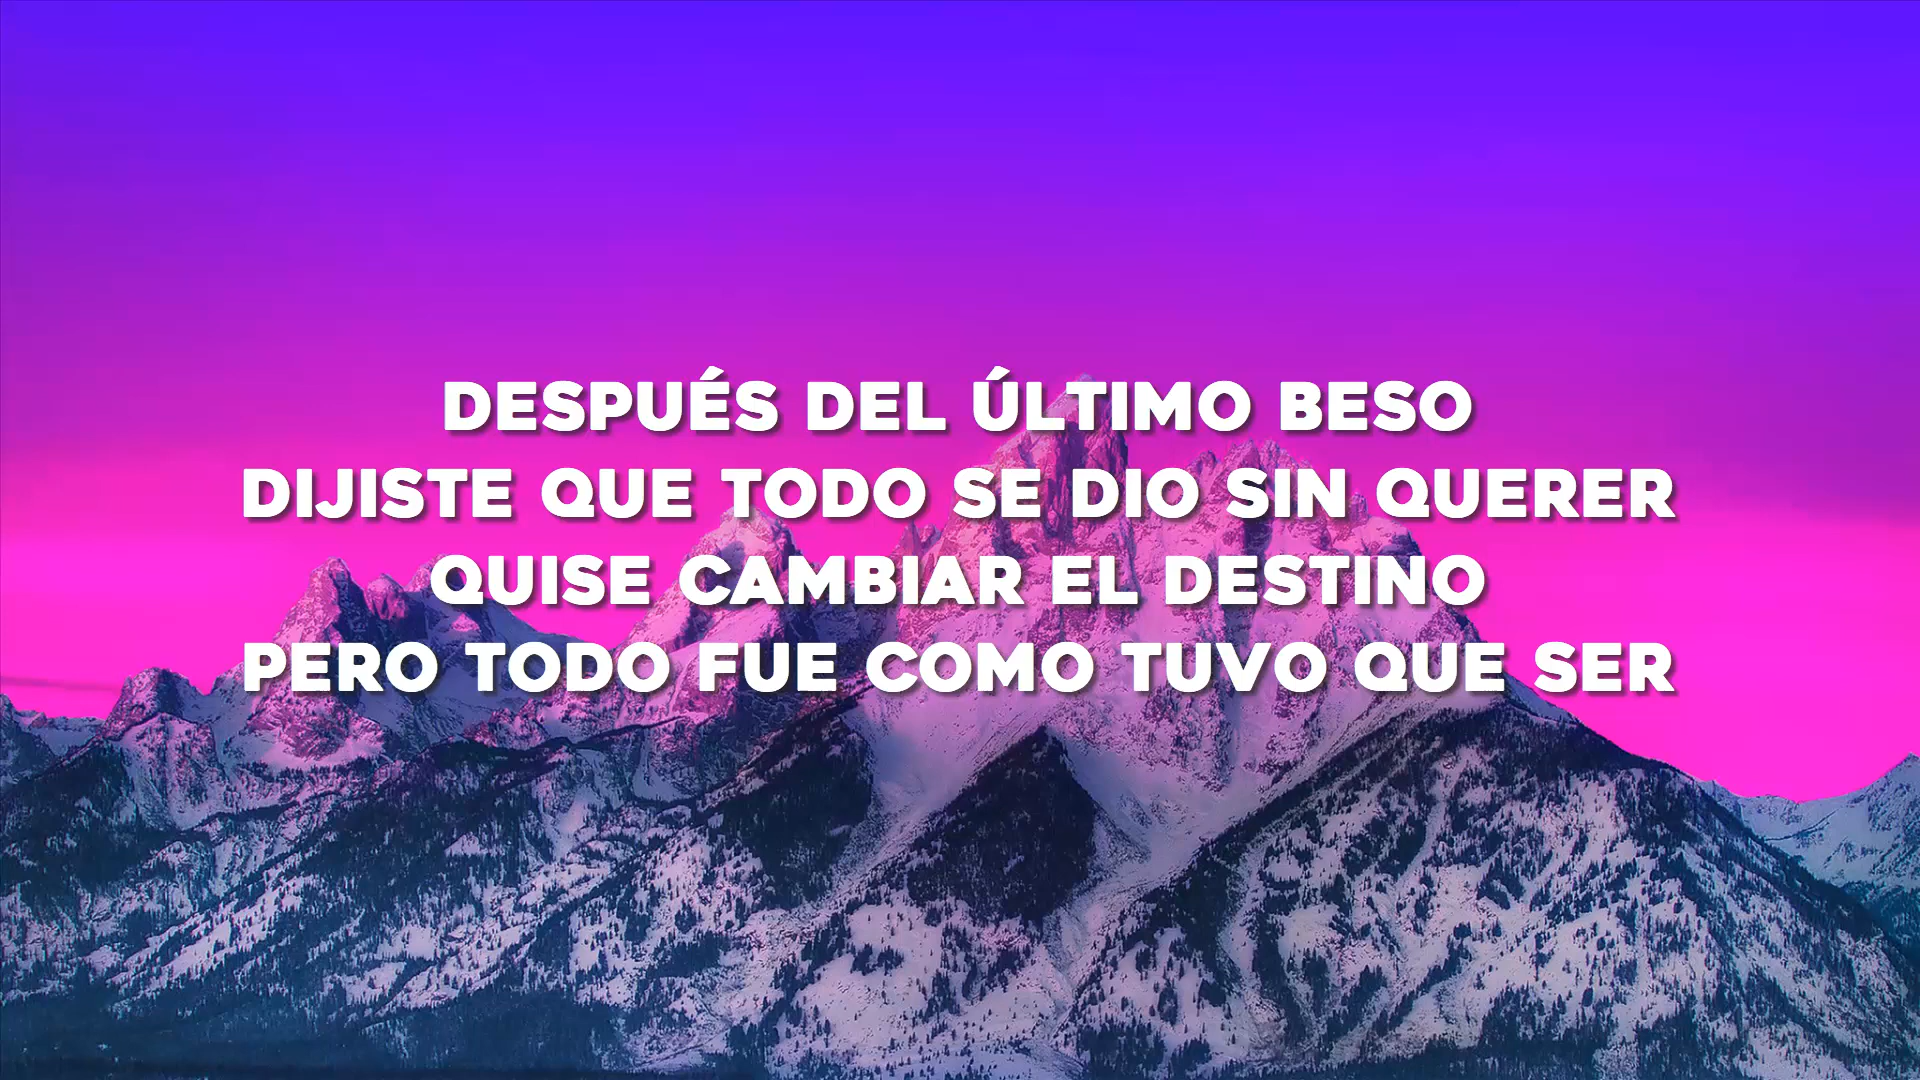 DESPUÉS DEL ÚLTIMO BESO
DIJISTE QUE TODO SE DIO SIN QUERER
QUISE CAMBIAR EL DESTINO
PERO TODO FUE COMO TUVO QUE SER